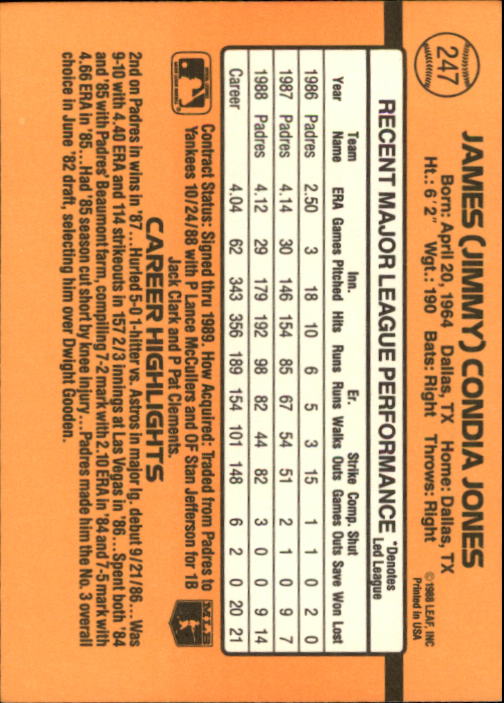 247
JAMES (JIMMY) CONDIA JONES
Born: April 20, 1964 Dallas, TX Home: Dallas, TX
Ht.: 6' 2" Wgt.: 190 Bats: Right Throws: Right
©1988 LEAF, INC
Printed in USA
RECENT MAJOR LEAGUE PERFORMANCE *Denotes Led League
Team Inn. Er. Strike Comp. Shut
Year Name ERA Games Pitched Hits Runs Runs Walks Outs Games Outs Save Won Lost
1986 Padres 2.50 3 18 10 6 5 3 15 1 1 0 2 0
1987 Padres 4.14 30 146 154 85 67 54 51 2 1 0 9 7
1988 Padres 4.12 29 179 192 98 82 44 82 3 0 0 9 14
Career 4.04 62 343 356 189 154 101 148 6 2 0 20 21
Contract Status: Signed thru 1989. How Acquired: Traded from Padres to
Yankees 10/24/88 with P Lance McCullers and OF Stan Jefferson for 1B
Jack Clark and P Pat Clements.
MLB
CAREER HIGHLIGHTS
2nd on Padres in wins in '87...Hurled 5-0 1-hitter vs. Astros in major lg. debut 9/21/86...Was
9-10 with 4.40 ERA and 114 strikeouts in 157 2/3 innings at Las Vegas in '86...Spent both '84
and '85 with Padres' Beaumont farm, compiling 7-2 mark with 2.10 ERA in '84 and 7-5 mark with
4.66 ERA in '85...Had '85 season cut short by knee injury...Padres made him the No. 3 overall
choice in June '82 draft, selecting him over Dwight Gooden.